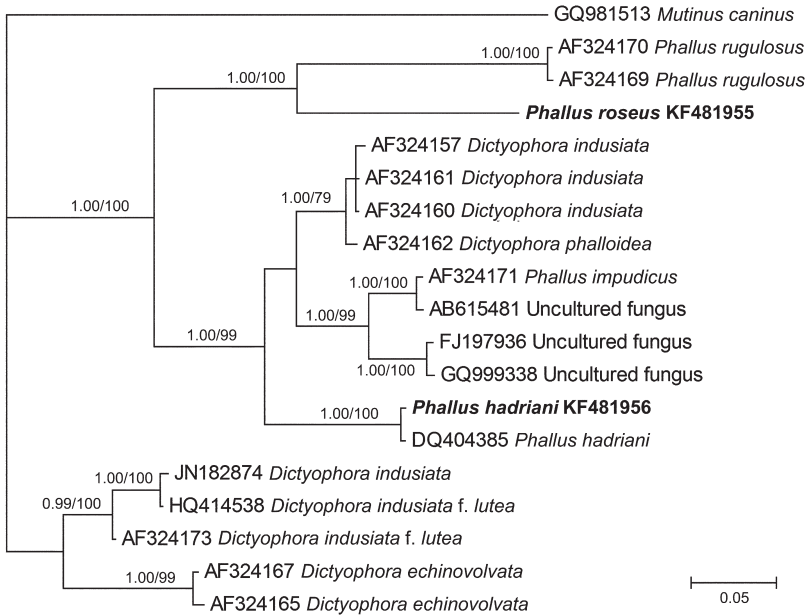 GQ981513 Mutinus caninus
AF324170 Phallus rugulosus
1.00/100
1.00/100
AF324169 Phallus rugulosus
Phallus roseus KF481955
AF324157 Dictyophora indusiata
AF324161 Dictyophora indusiata
1.00/79
1.00/100
AF324160 Dictyophora indusiata
AF324162 Dictyophora phalloidea
AF324171 Phallus impudicus
1.00/100
AB615481 Uncultured fungus
1.00/99
1.00/99
FJ197936 Uncultured fungus
1.00/100
GQ999338 Uncultured fungus
Phallus hadriani KF481956
1.00/100
DQ404385 Phallus hadriani
JN182874 Dictyophora indusiata
1.00/100
HQ414538 Dictyophora indusiata f. lutea
0.99/100
AF324173 Dictyophora indusiata f. lutea
AF324167 Dictyophora echinovolvata
1.00/99
AF324165 Dictyophora echinovolvata
0.05